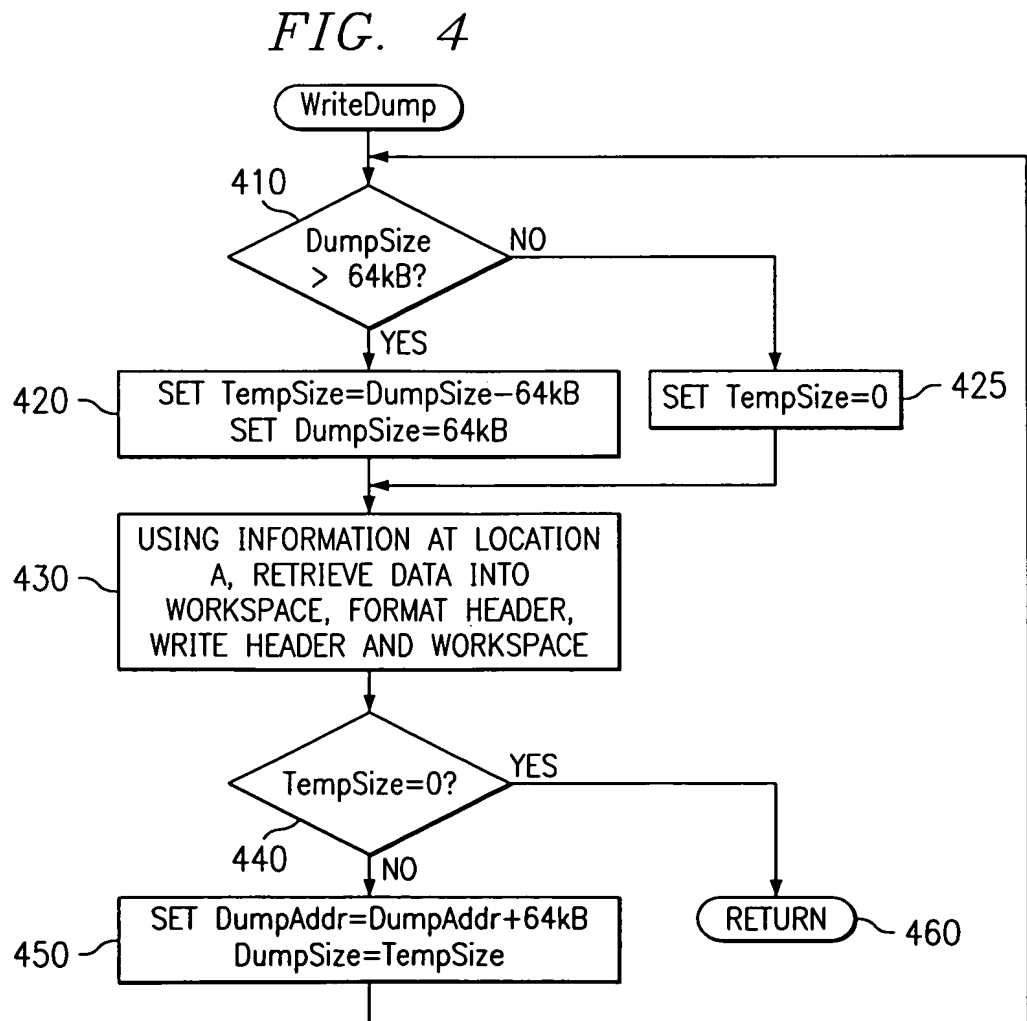 FIG. 4
WriteDump
410
DumpSize
> 64kB?
NO
YES
420
SET TempSize=DumpSize−64kB
SET DumpSize=64kB
SET TempSize=0
425
430
USING INFORMATION AT LOCATION
A, RETRIEVE DATA INTO
WORKSPACE, FORMAT HEADER,
WRITE HEADER AND WORKSPACE
TempSize=0?
YES
440
NO
450
SET DumpAddr=DumpAddr+64kB
DumpSize=TempSize
RETURN
460